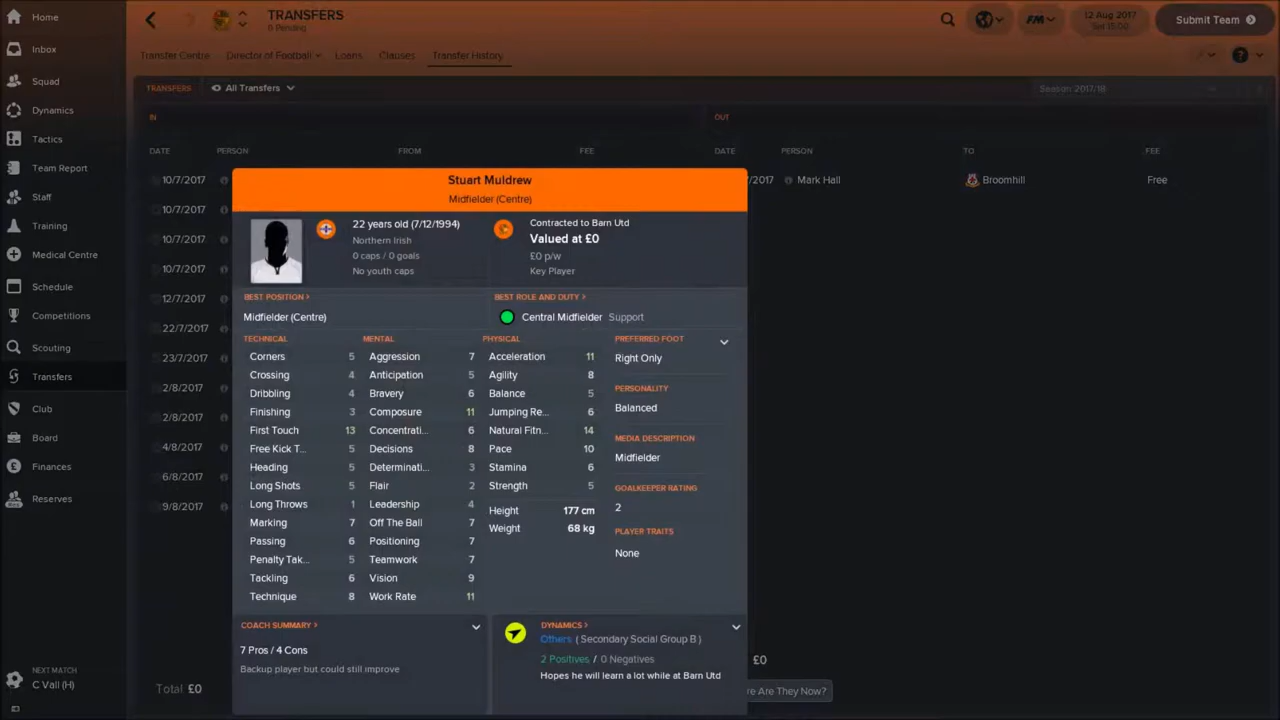 Home
Inbox
Squad
Dynamics
Tactics
Team Report
Staff
Training
Medical Centre
Schedule
Competitions
Scouting
Transfers
Club
Board
Finances
Reserves
NEXT MATCH
C Vall (H)
TRANSFERS
0 Pending
FM
12 Aug 2017
Sat 15:00
Submit Team
Transfer Centre Director of Football Loans Clauses Transfer History
?
TRANSFERS All Transfers Season 2017/18
IN OUT
DATE PERSON FROM FEE DATE PERSON TO FEE
10/7/2017 /2017 Mark Hall Broomhill Free
10/7/2017
10/7/2017
10/7/2017
12/7/2017
22/7/2017
23/7/2017
2/8/2017
2/8/2017
4/8/2017
6/8/2017
9/8/2017
Total £0
£0
re Are They Now?
Stuart Muldrew
Midfielder (Centre)
22 years old (7/12/1994)
Northern Irish
0 caps / 0 goals
No youth caps
Contracted to Barn Utd
Valued at £0
£0 p/w
Key Player
BEST POSITION >
Midfielder (Centre)
BEST ROLE AND DUTY >
Central Midfielder Support
TECHNICAL
Corners 5
Crossing 4
Dribbling 4
Finishing 3
First Touch 13
Free Kick T... 5
Heading 5
Long Shots 5
Long Throws 1
Marking 7
Passing 6
Penalty Tak... 5
Tackling 6
Technique 8
MENTAL
Aggression 7
Anticipation 5
Bravery 6
Composure 11
Concentrati... 6
Decisions 8
Determinati... 3
Flair 2
Leadership 4
Off The Ball 7
Positioning 7
Teamwork 7
Vision 9
Work Rate 11
PHYSICAL
Acceleration 11
Agility 8
Balance 5
Jumping Re... 6
Natural Fitn... 14
Pace 10
Stamina 6
Strength 5
Height 177 cm
Weight 68 kg
PREFERRED FOOT
Right Only
PERSONALITY
Balanced
MEDIA DESCRIPTION
Midfielder
GOALKEEPER RATING
2
PLAYER TRAITS
None
COACH SUMMARY >
7 Pros / 4 Cons
Backup player but could still improve
DYNAMICS >
Others ( Secondary Social Group B )
2 Positives / 0 Negatives
Hopes he will learn a lot while at Barn Utd